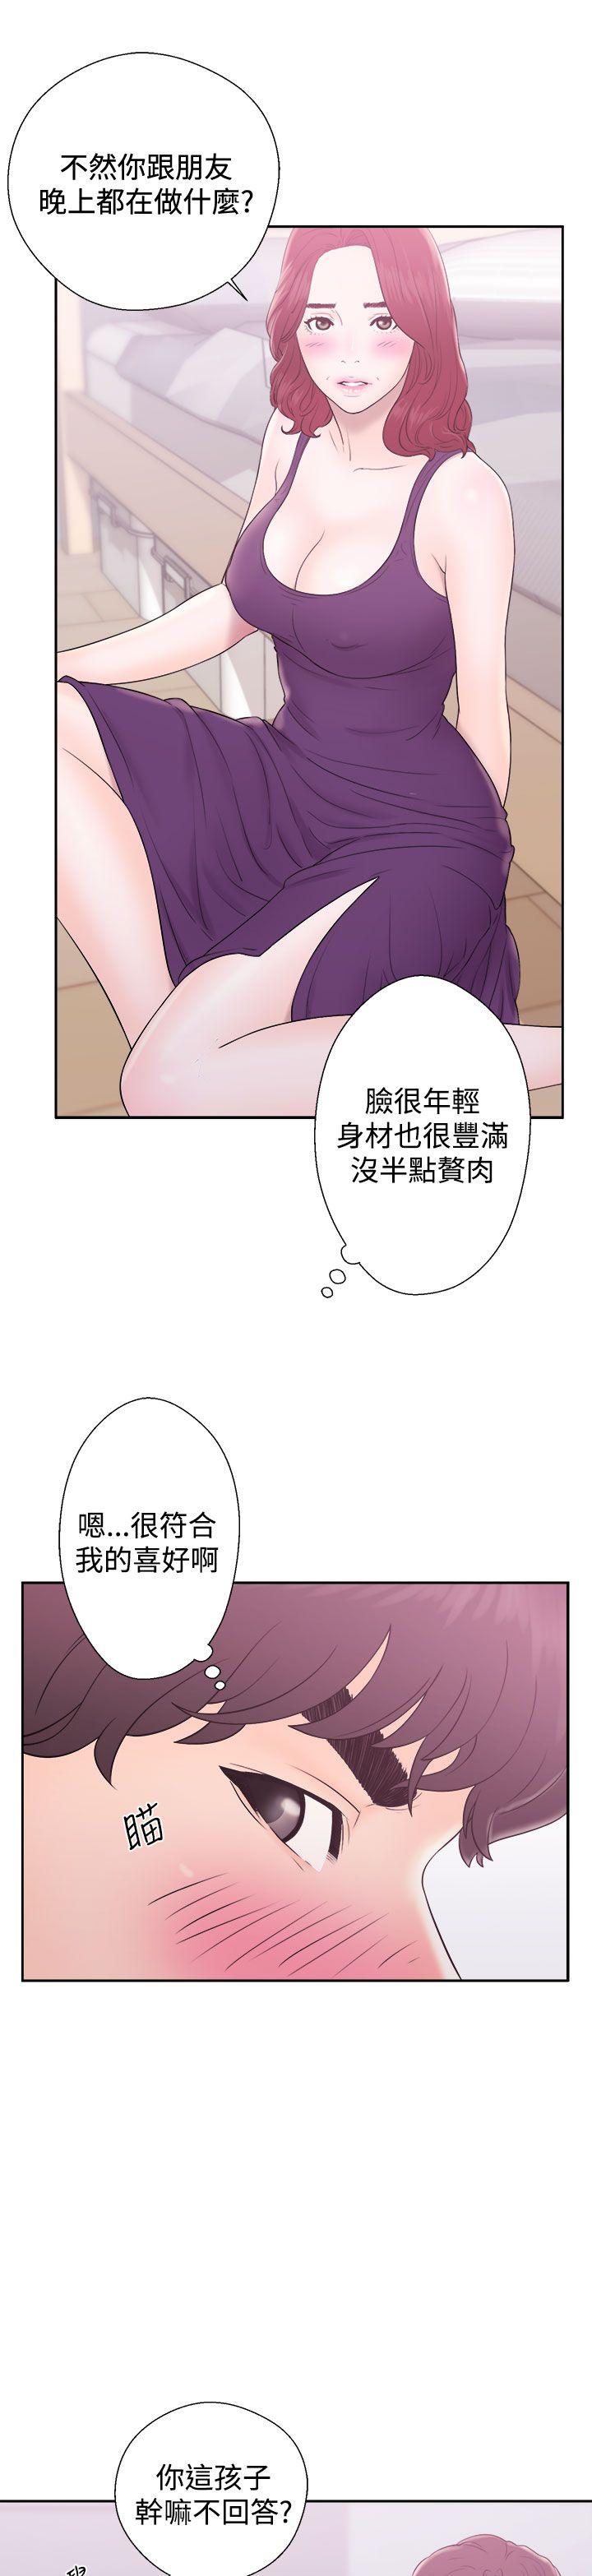 不然你跟朋友
晚上都在做什麼?
臉很年輕
身材也很豐滿
沒半點贅肉
嗯...很符合
我的喜好啊
瞄
你這孩子
幹嘛不回答?